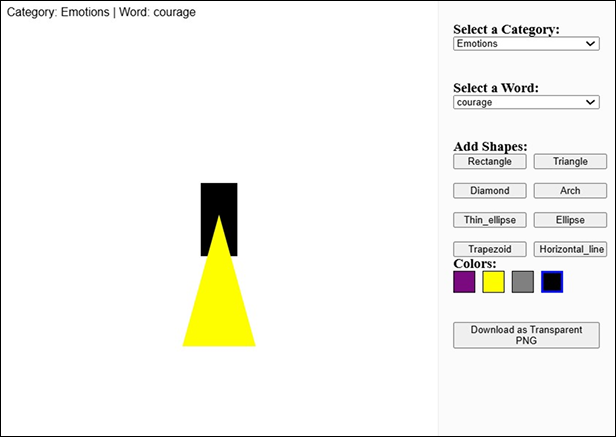 Category: Emotions | Word: courage
Select a Category:
Emotions
Select a Word:
courage
Add Shapes:
Rectangle Triangle
Diamond Arch
Thin_ellipse Ellipse
Trapezoid Horizontal_line
Colors:
Download as Transparent
PNG